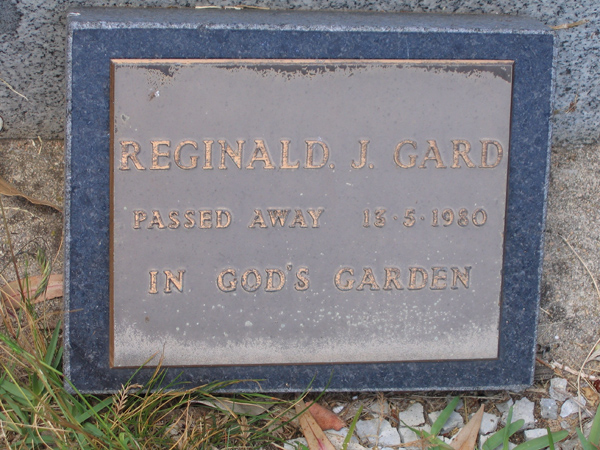 REGINALD. J. GARD
PASSED AWAY 13·5·1980
IN GOD'S GARDEN